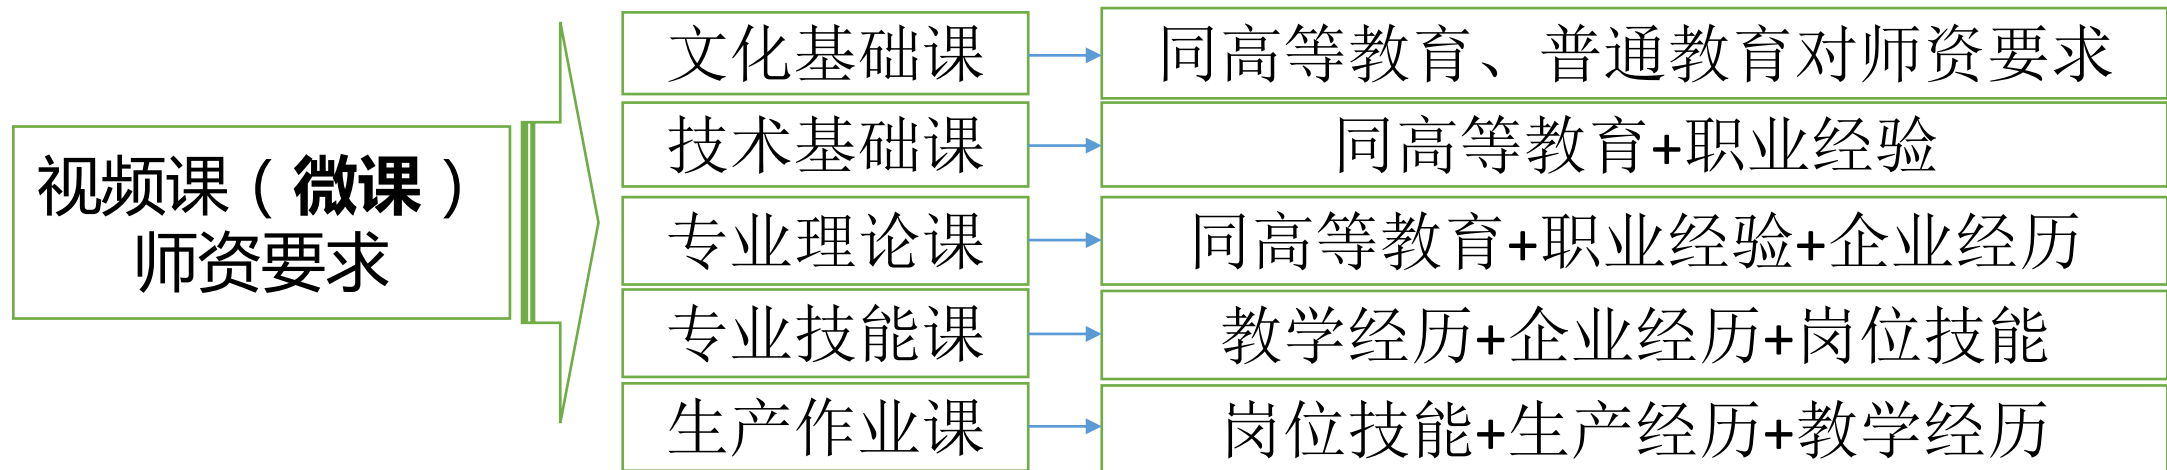 视频课（微课）
师资要求
文化基础课
同高等教育、普通教育对师资要求
技术基础课
同高等教育+职业经验
专业理论课
同高等教育+职业经验+企业经历
专业技能课
教学经历+企业经历+岗位技能
生产作业课
岗位技能+生产经历+教学经历